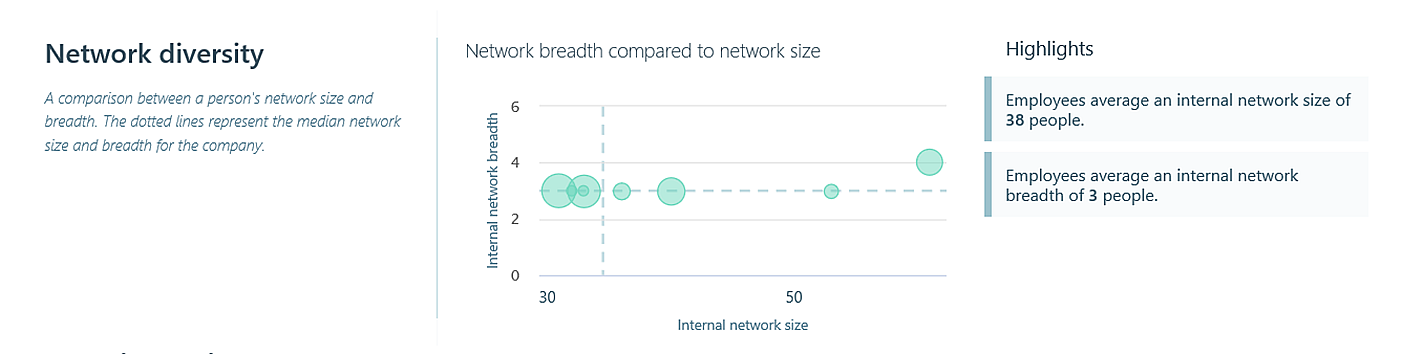 Network diversity
A comparison between a person's network size and
breadth. The dotted lines represent the median network
size and breadth for the company.
Network breadth compared to network size
6
4
2
0
Internal network breadth
30
50
Internal network size
Highlights
Employees average an internal network size of
38 people.
Employees average an internal network
breadth of 3 people.